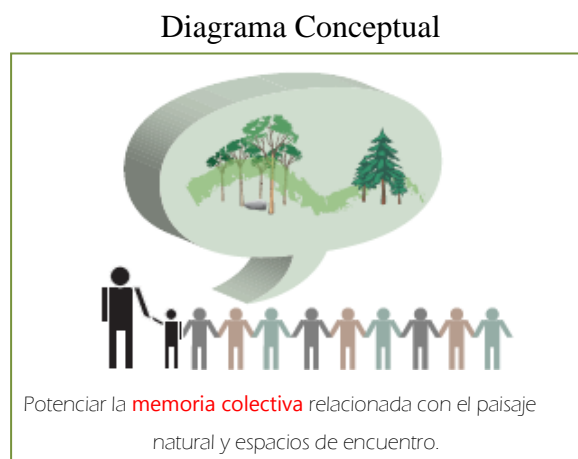 Diagrama Conceptual
Potenciar la memoria colectiva relacionada con el paisaje
natural y espacios de encuentro.